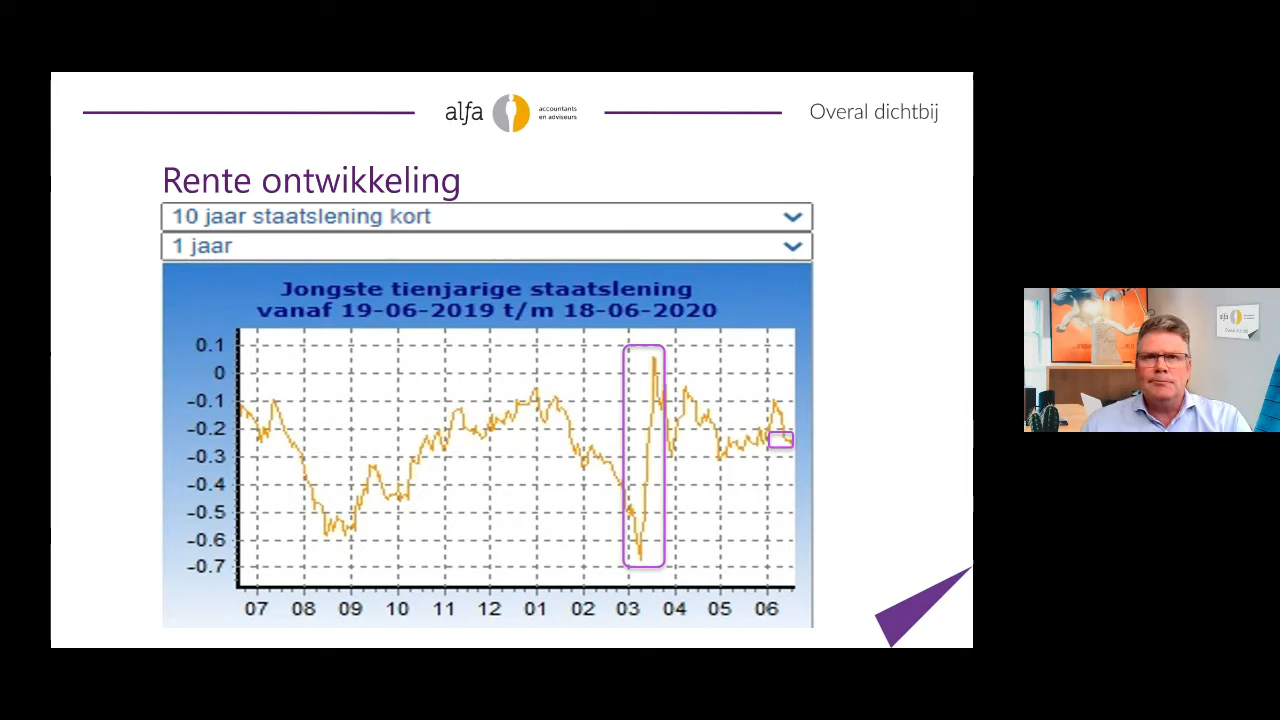 alfa
accountants
en adviseurs
Overal dichtbij
Rente ontwikkeling
10 jaar staatslening kort
1 jaar
Jongste tienjarige staatslening
vanaf 19-06-2019 t/m 18-06-2020
0.1
0
-0.1
-0.2
-0.3
-0.4
-0.5
-0.6
-0.7
07 08 09 10 11 12 01 02 03 04 05 06
alfa